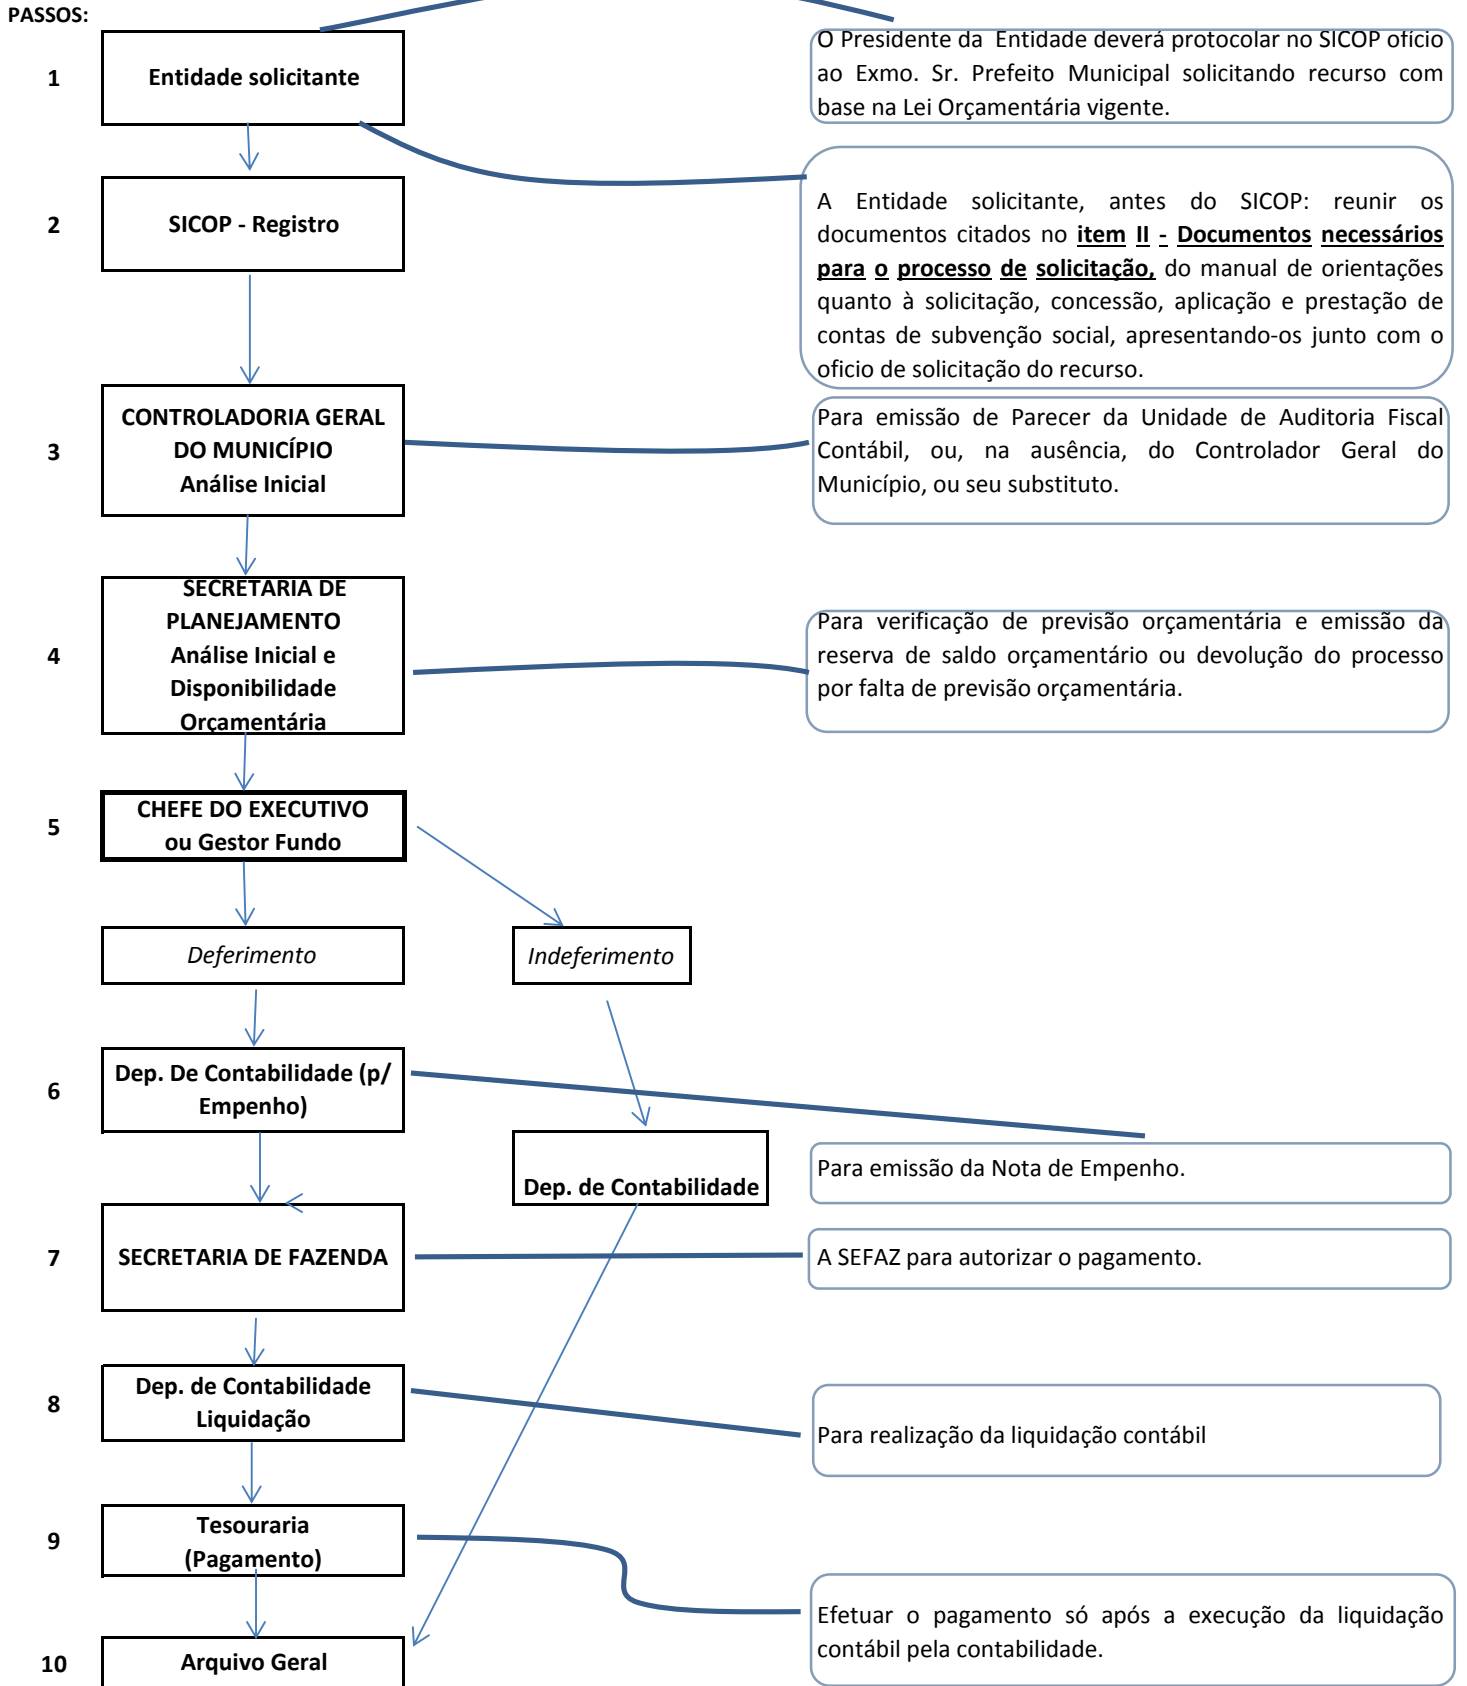 PASSOS:
1
Entidade solicitante
O Presidente da Entidade deverá protocolar no SICOP ofício
ao Exmo. Sr. Prefeito Municipal solicitando recurso com
base na Lei Orçamentária vigente.
2
SICOP - Registro
A Entidade solicitante, antes do SICOP: reunir os
documentos citados no item II - Documentos necessários
para o processo de solicitação, do manual de orientações
quanto à solicitação, concessão, aplicação e prestação de
contas de subvenção social, apresentando-os junto com o
oficio de solicitação do recurso.
3
CONTROLADORIA GERAL
DO MUNICÍPIO
Análise Inicial
Para emissão de Parecer da Unidade de Auditoria Fiscal
Contábil, ou, na ausência, do Controlador Geral do
Município, ou seu substituto.
4
SECRETARIA DE
PLANEJAMENTO
Análise Inicial e
Disponibilidade
Orçamentária
Para verificação de previsão orçamentária e emissão da
reserva de saldo orçamentário ou devolução do processo
por falta de previsão orçamentária.
5
CHEFE DO EXECUTIVO
ou Gestor Fundo
Deferimento
Indeferimento
6
Dep. De Contabilidade (p/
Empenho)
Dep. de Contabilidade
Para emissão da Nota de Empenho.
7
SECRETARIA DE FAZENDA
A SEFAZ para autorizar o pagamento.
8
Dep. de Contabilidade
Liquidação
Para realização da liquidação contábil
9
Tesouraria
(Pagamento)
Efetuar o pagamento só após a execução da liquidação
contábil pela contabilidade.
10
Arquivo Geral